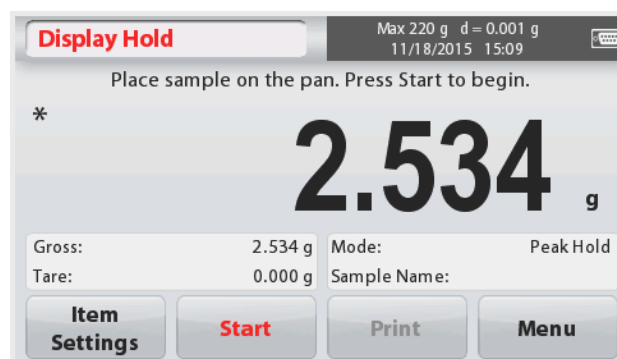 Display Hold
Max 220 g d = 0.001 g
11/18/2015 15:09
Place sample on the pan. Press Start to begin.
*
2.534 g
Gross: 2.534 g
Tare: 0.000 g
Mode: Peak Hold
Sample Name:
Item
Settings
Start
Print
Menu